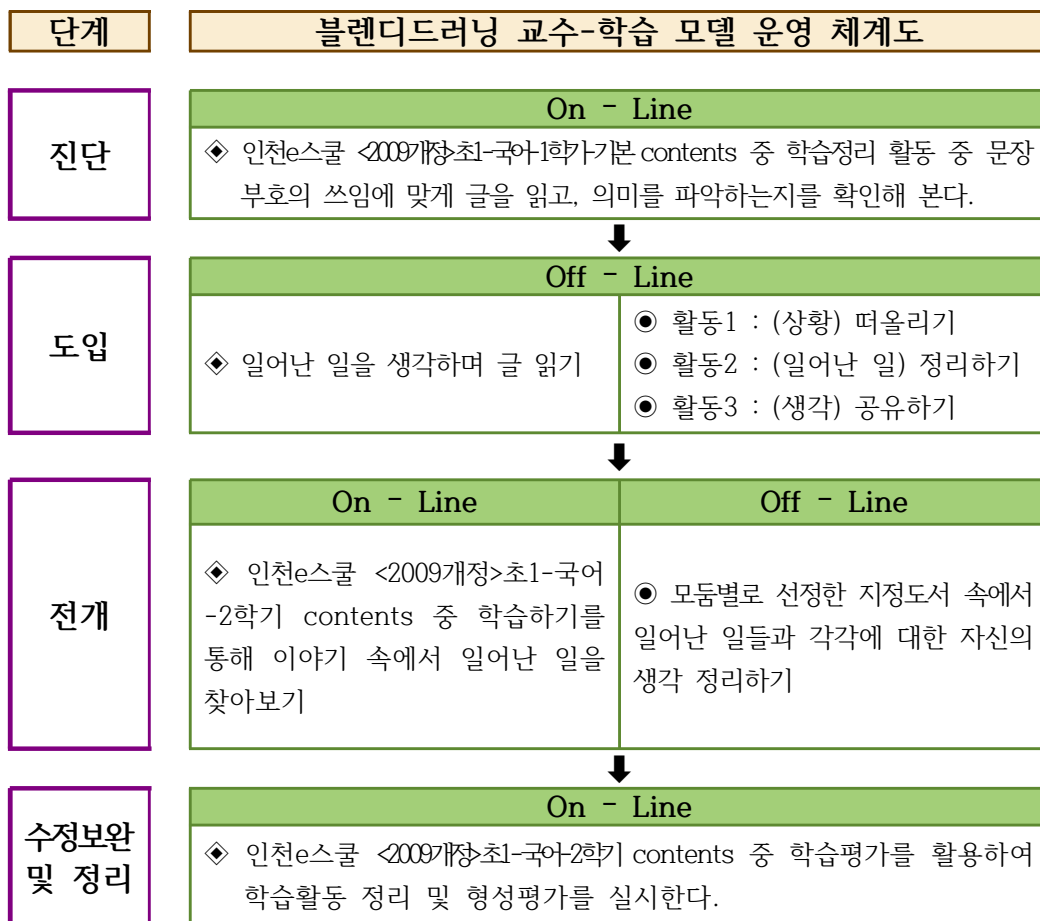 단계
블렌디드러닝 교수-학습 모델 운영 체계도
진단
On - Line
◈ 인천e스쿨 <2009개정>초1-국어-1학기-기본 contents 중 학습정리 활동 중 문장
부호의 쓰임에 맞게 글을 읽고, 의미를 파악하는지를 확인해 본다.
도입
Off - Line
◈ 일어난 일을 생각하며 글 읽기
◉ 활동1 : (상황) 떠올리기
◉ 활동2 : (일어난 일) 정리하기
◉ 활동3 : (생각) 공유하기
전개
On - Line
◈ 인천e스쿨 <2009개정>초1-국어
-2학기 contents 중 학습하기를
통해 이야기 속에서 일어난 일을
찾아보기
Off - Line
◉ 모둠별로 선정한 지정도서 속에서
일어난 일들과 각각에 대한 자신의
생각 정리하기
수정보완
및 정리
On - Line
◈ 인천e스쿨 <2009개정>초1-국어-2학기 contents 중 학습평가를 활용하여
학습활동 정리 및 형성평가를 실시한다.